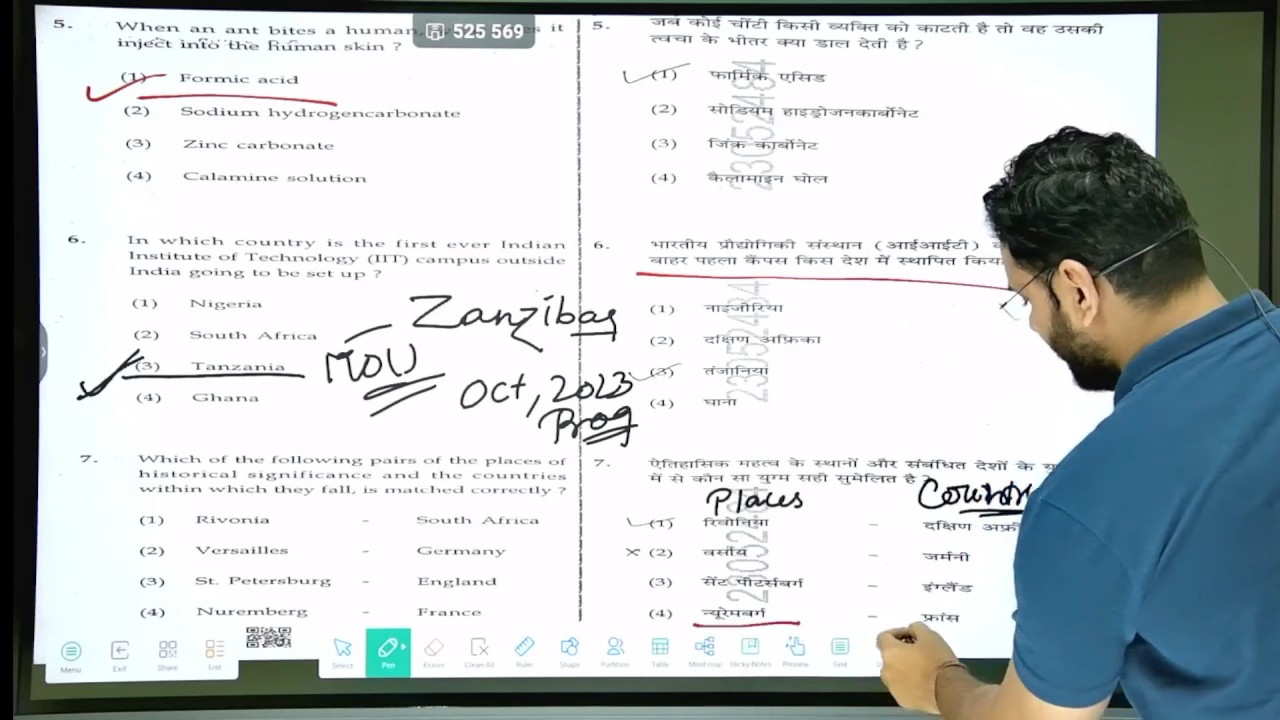 525 569
5. When an ant bites a human, it
inject into the human skin ?
(1) Formic acid
(2) Sodium hydrogencarbonate
(3) Zinc carbonate
(4) Calamine solution
6. In which country is the first ever Indian
Institute of Technology (IIT) campus outside
India going to be set up ?
(1) Nigeria
(2) South Africa
(3) Tanzania
(4) Ghana
Zanzibar
MOU
Oct, 2023
Prog
7. Which of the following pairs of the places of
historical significance and the countries
within which they fall, is matched correctly ?
(1) Rivonia - South Africa
(2) Versailles - Germany
(3) St. Petersburg - England
(4) Nuremberg - France
5. जब कोई चींटी किसी व्यक्ति को काटती है तो वह उसकी
त्वचा के भीतर क्या डाल देती है ?
(1) फार्मिक एसिड
(2) सोडियम हाइड्रोजनकार्बोनेट
(3) जिंक कार्बोनेट
(4) कैलामाइन घोल
23052484
6. भारतीय प्रौद्योगिकी संस्थान (आईआईटी)
बाहर पहला कैंपस किस देश में स्थापित
(1) नाइजीरिया
(2) दक्षिण अफ्रिका
(3) तंजानिया
(4) घाना
23052484
7. ऐतिहासिक महत्व के स्थानों और संबंधित देशों के
में से कौन सा युग्म सही सुमेलित है
Places
(1) रिवोनिया - दक्षिण
(2) वर्साय - जर्मनी
(3) सेंट पीटर्सबर्ग - इंग्लैंड
(4) न्यूरेमबर्ग - फ्रांस
Menu Exit Share List Select Pen Eraser Clean All Ruler Shape Partition Table Mind map Sticky Notes Preview Grid